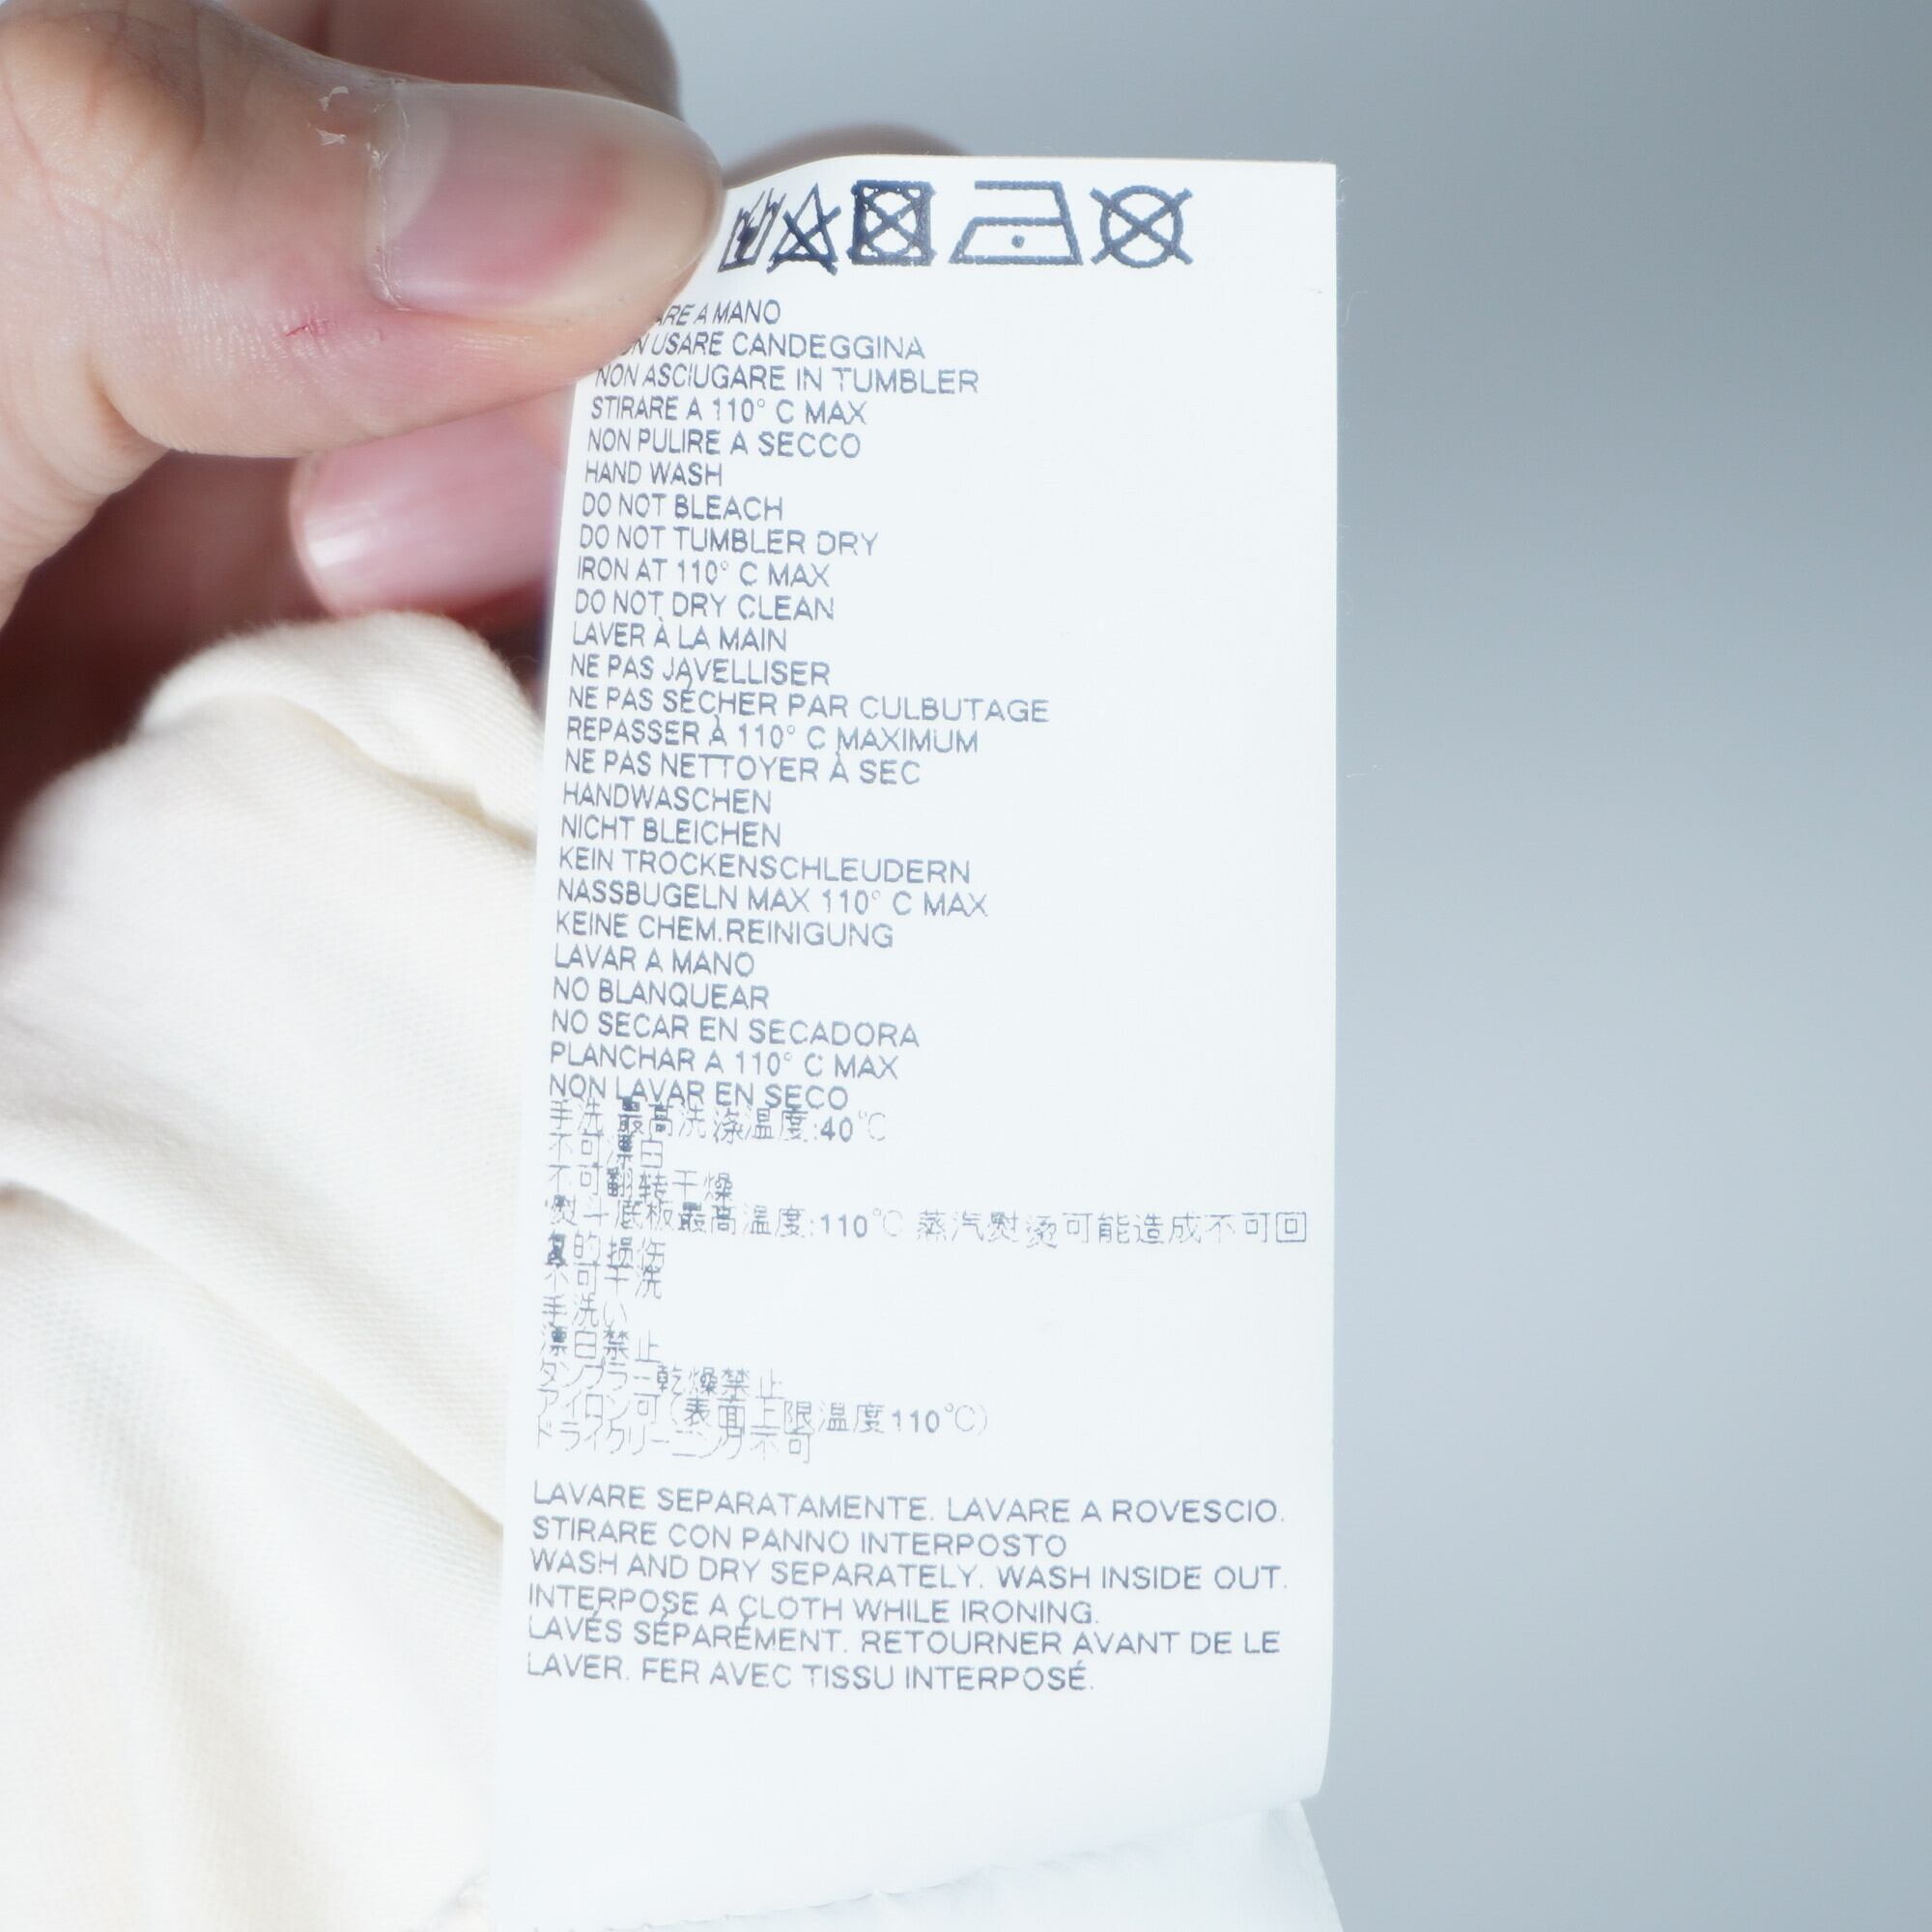 A MANO
USARE CANDEGGINA
NON ASCIUGARE IN TUMBLER
STIRARE A 110° C MAX
NON PULIRE A SECCO
HAND WASH
DO NOT BLEACH
DO NOT TUMBLER DRY
IRON AT 110° C MAX
DO NOT DRY CLEAN
LAVER À LA MAIN
NE PAS JAVELLISER
NE PAS SÉCHER PAR CULBUTAGE
REPASSER À 110° C MAXIMUM
NE PAS NETTOYER À SEC
HANDWASCHEN
NICHT BLEICHEN
KEIN TROCKENSCHLEUDERN
NASSBUGELN MAX 110° C MAX
KEINE CHEM.REINIGUNG
LAVAR A MANO
NO BLANQUEAR
NO SECAR EN SECADORA
PLANCHAR A 110° C MAX
NON LAVAR EN SECO
手洗 最高洗涤温度:40°C
不可漂白
不可翻转干燥
熨斗底板最高温度:110°C 蒸汽熨烫可能造成不可回
复的损伤
不可干洗
手洗い
漂白禁止
タンブラー乾燥禁止
アイロン可(表面上限温度110°C)
ドライクリーニング不可
LAVARE SEPARATAMENTE. LAVARE A ROVESCIO.
STIRARE CON PANNO INTERPOSTO
WASH AND DRY SEPARATELY. WASH INSIDE OUT.
INTERPOSE A CLOTH WHILE IRONING.
LAVÉS SÉPARÉMENT. RETOURNER AVANT DE LE
LAVER. FER AVEC TISSU INTERPOSÉ.